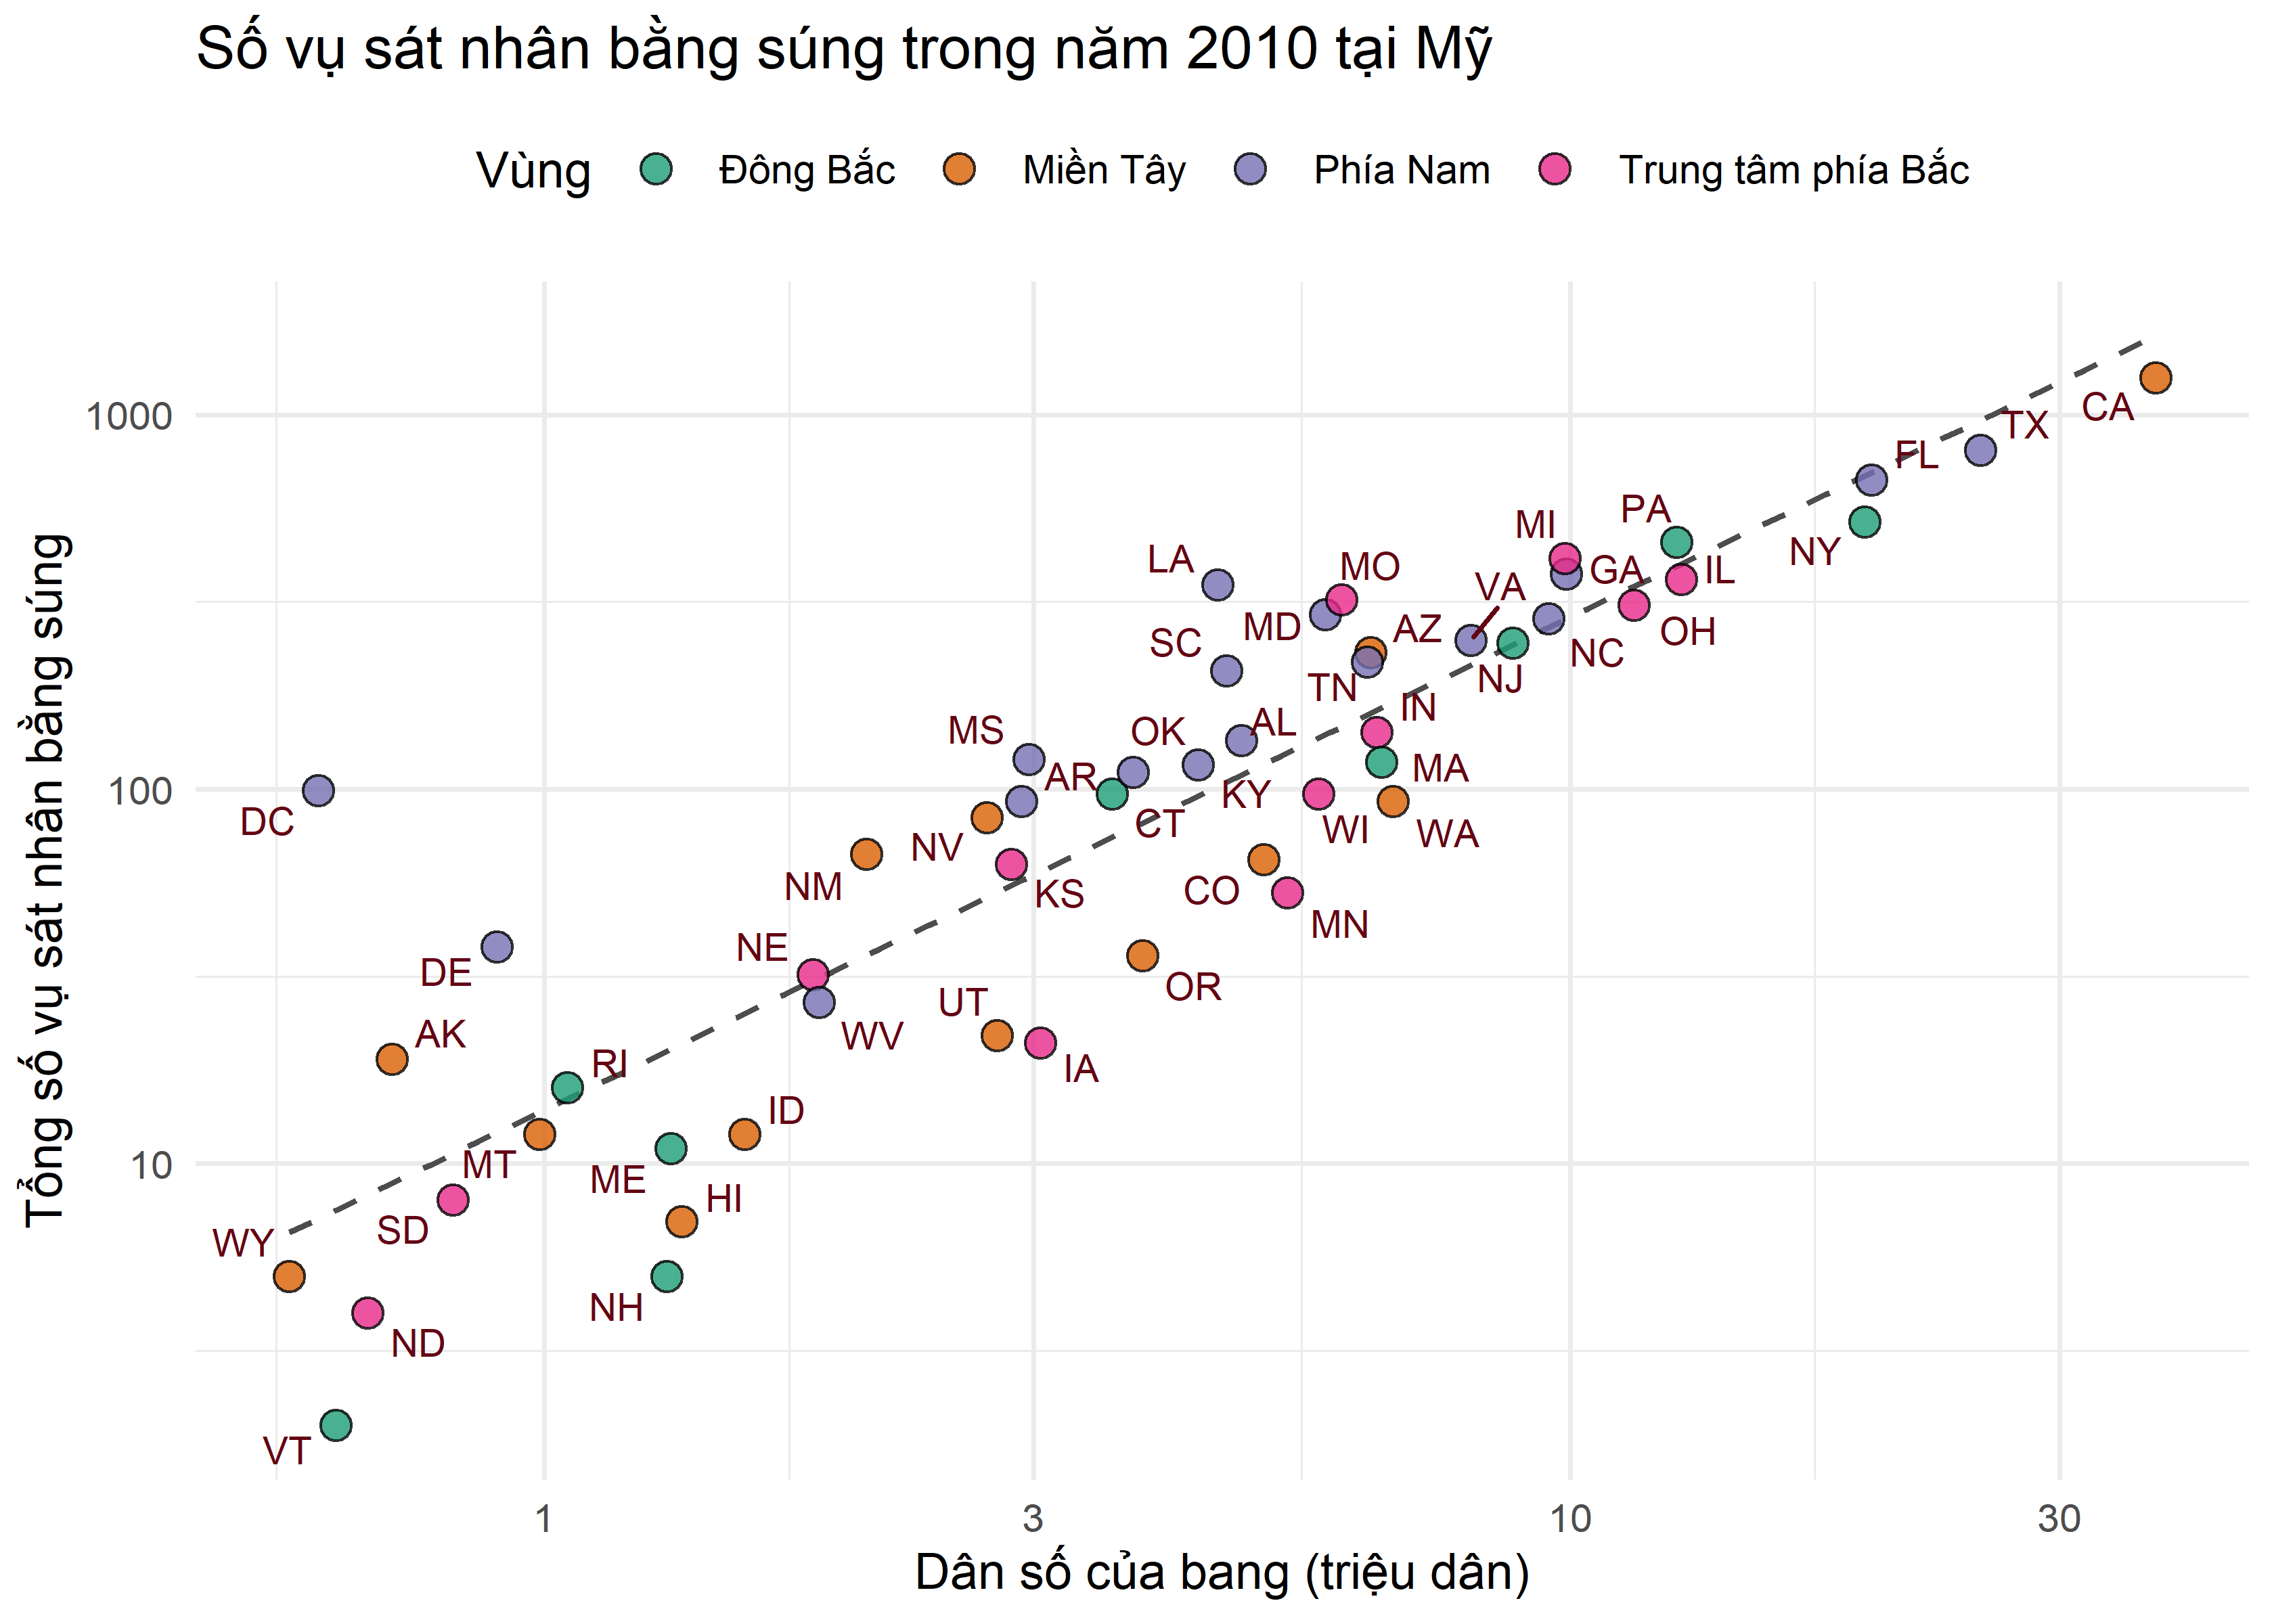 Số vụ sát nhân bằng súng trong năm 2010 tại Mỹ
Vùng Đông Bắc Miền Tây Phía Nam Trung tâm phía Bắc
Tổng số vụ sát nhân bằng súng
1000
100
10
CA
TX
FL
NY
PA
MI
GA
IL
LA
MO
VA
MD
AZ
OH
SC
NC
NJ
TN
IN
MS
OK
AL
AR
MA
DC
KY
CT
WI
WA
NV
NM
KS
CO
MN
NE
DE
OR
UT
AK
WV
RI
IA
ID
MT
ME
HI
SD
WY
NH
ND
VT
1 3 10 30
Dân số của bang (triệu dân)